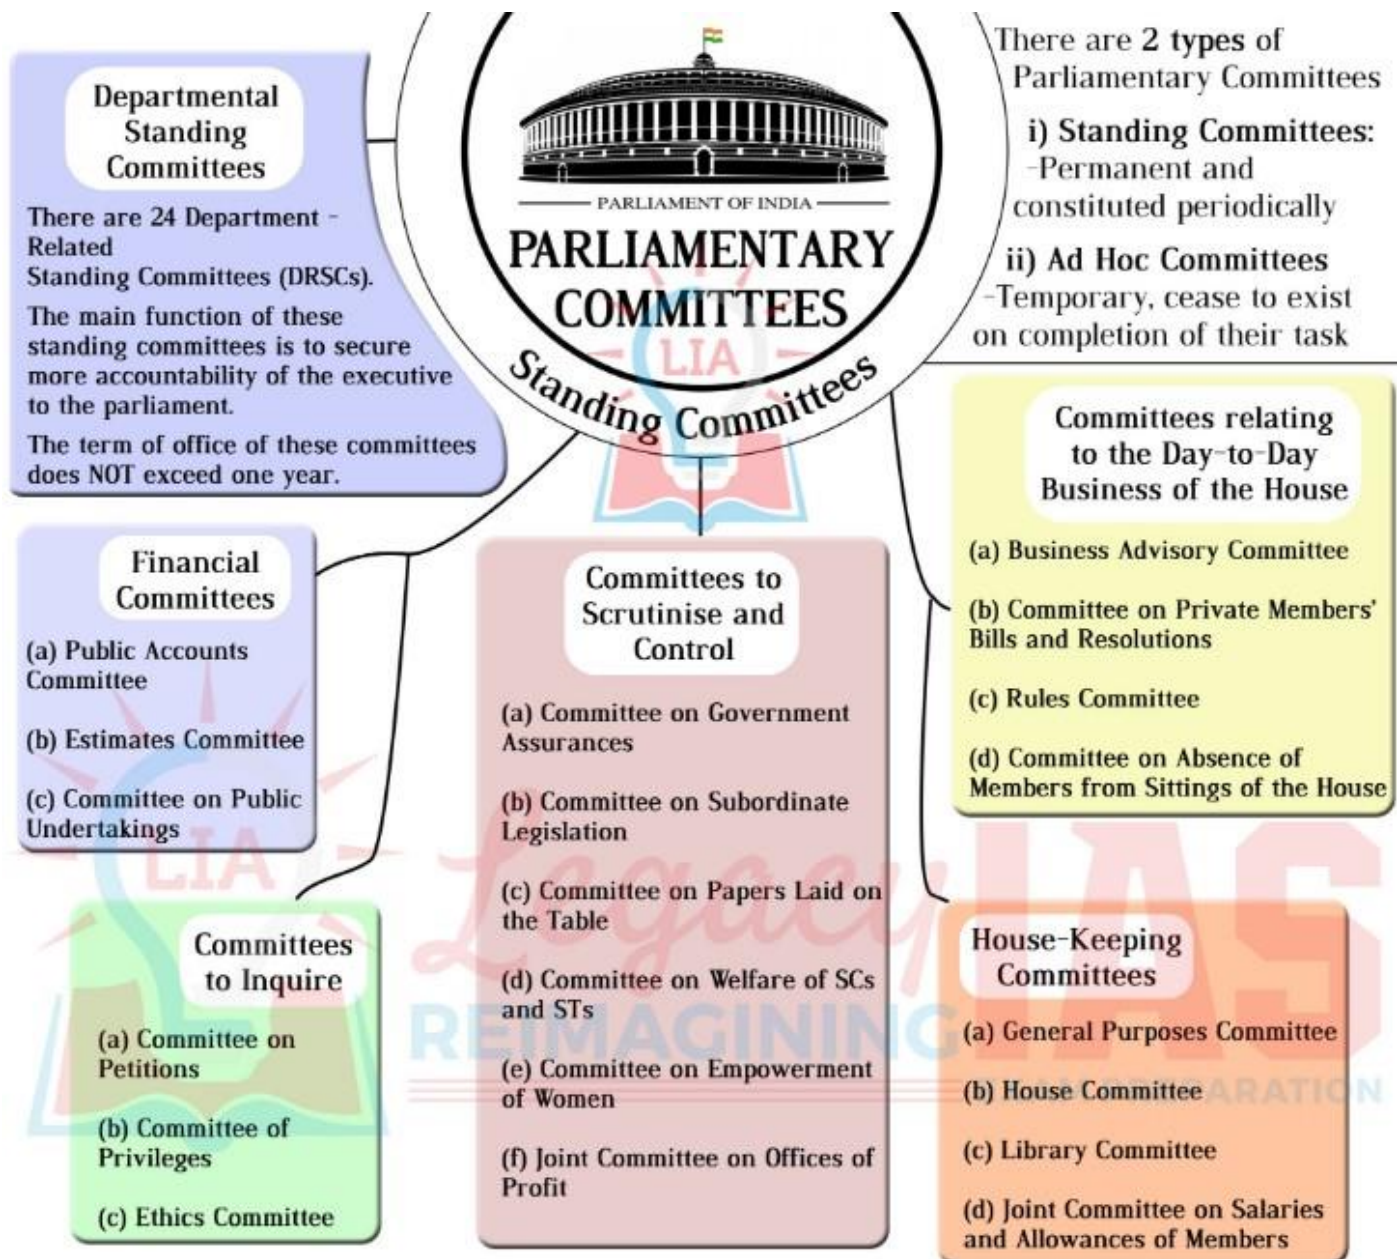 Departmental
Standing
Committees
There are 24 Department -
Related
Standing Committees (DRSCs).
The main function of these
standing committees is to secure
more accountability of the executive
to the parliament.
The term of office of these committees
does NOT exceed one year.
PARLIAMENT OF INDIA
PARLIAMENTARY
COMMITTEES
Standing Committees
There are 2 types of
Parliamentary Committees
i) Standing Committees:
-Permanent and
constituted periodically
ii) Ad Hoc Committees
-Temporary, cease to exist
on completion of their task
Financial
Committees
(a) Public Accounts
Committee
(b) Estimates Committee
(c) Committee on Public
Undertakings
Committees
to Inquire
(a) Committee on
Petitions
(b) Committee of
Privileges
(c) Ethics Committee
Committees to
Scrutinise and
Control
(a) Committee on Government
Assurances
(b) Committee on Subordinate
Legislation
(c) Committee on Papers Laid on
the Table
(d) Committee on Welfare of SCs
and STs
(e) Committee on Empowerment
of Women
(f) Joint Committee on Offices of
Profit
Committees relating
to the Day-to-Day
Business of the House
(a) Business Advisory Committee
(b) Committee on Private Members'
Bills and Resolutions
(c) Rules Committee
(d) Committee on Absence of
Members from Sittings of the House
House-Keeping
Committees
(a) General Purposes Committee
(b) House Committee
(c) Library Committee
(d) Joint Committee on Salaries
and Allowances of Members
LIA
LIA
Legacy IAS
REIMAGINING